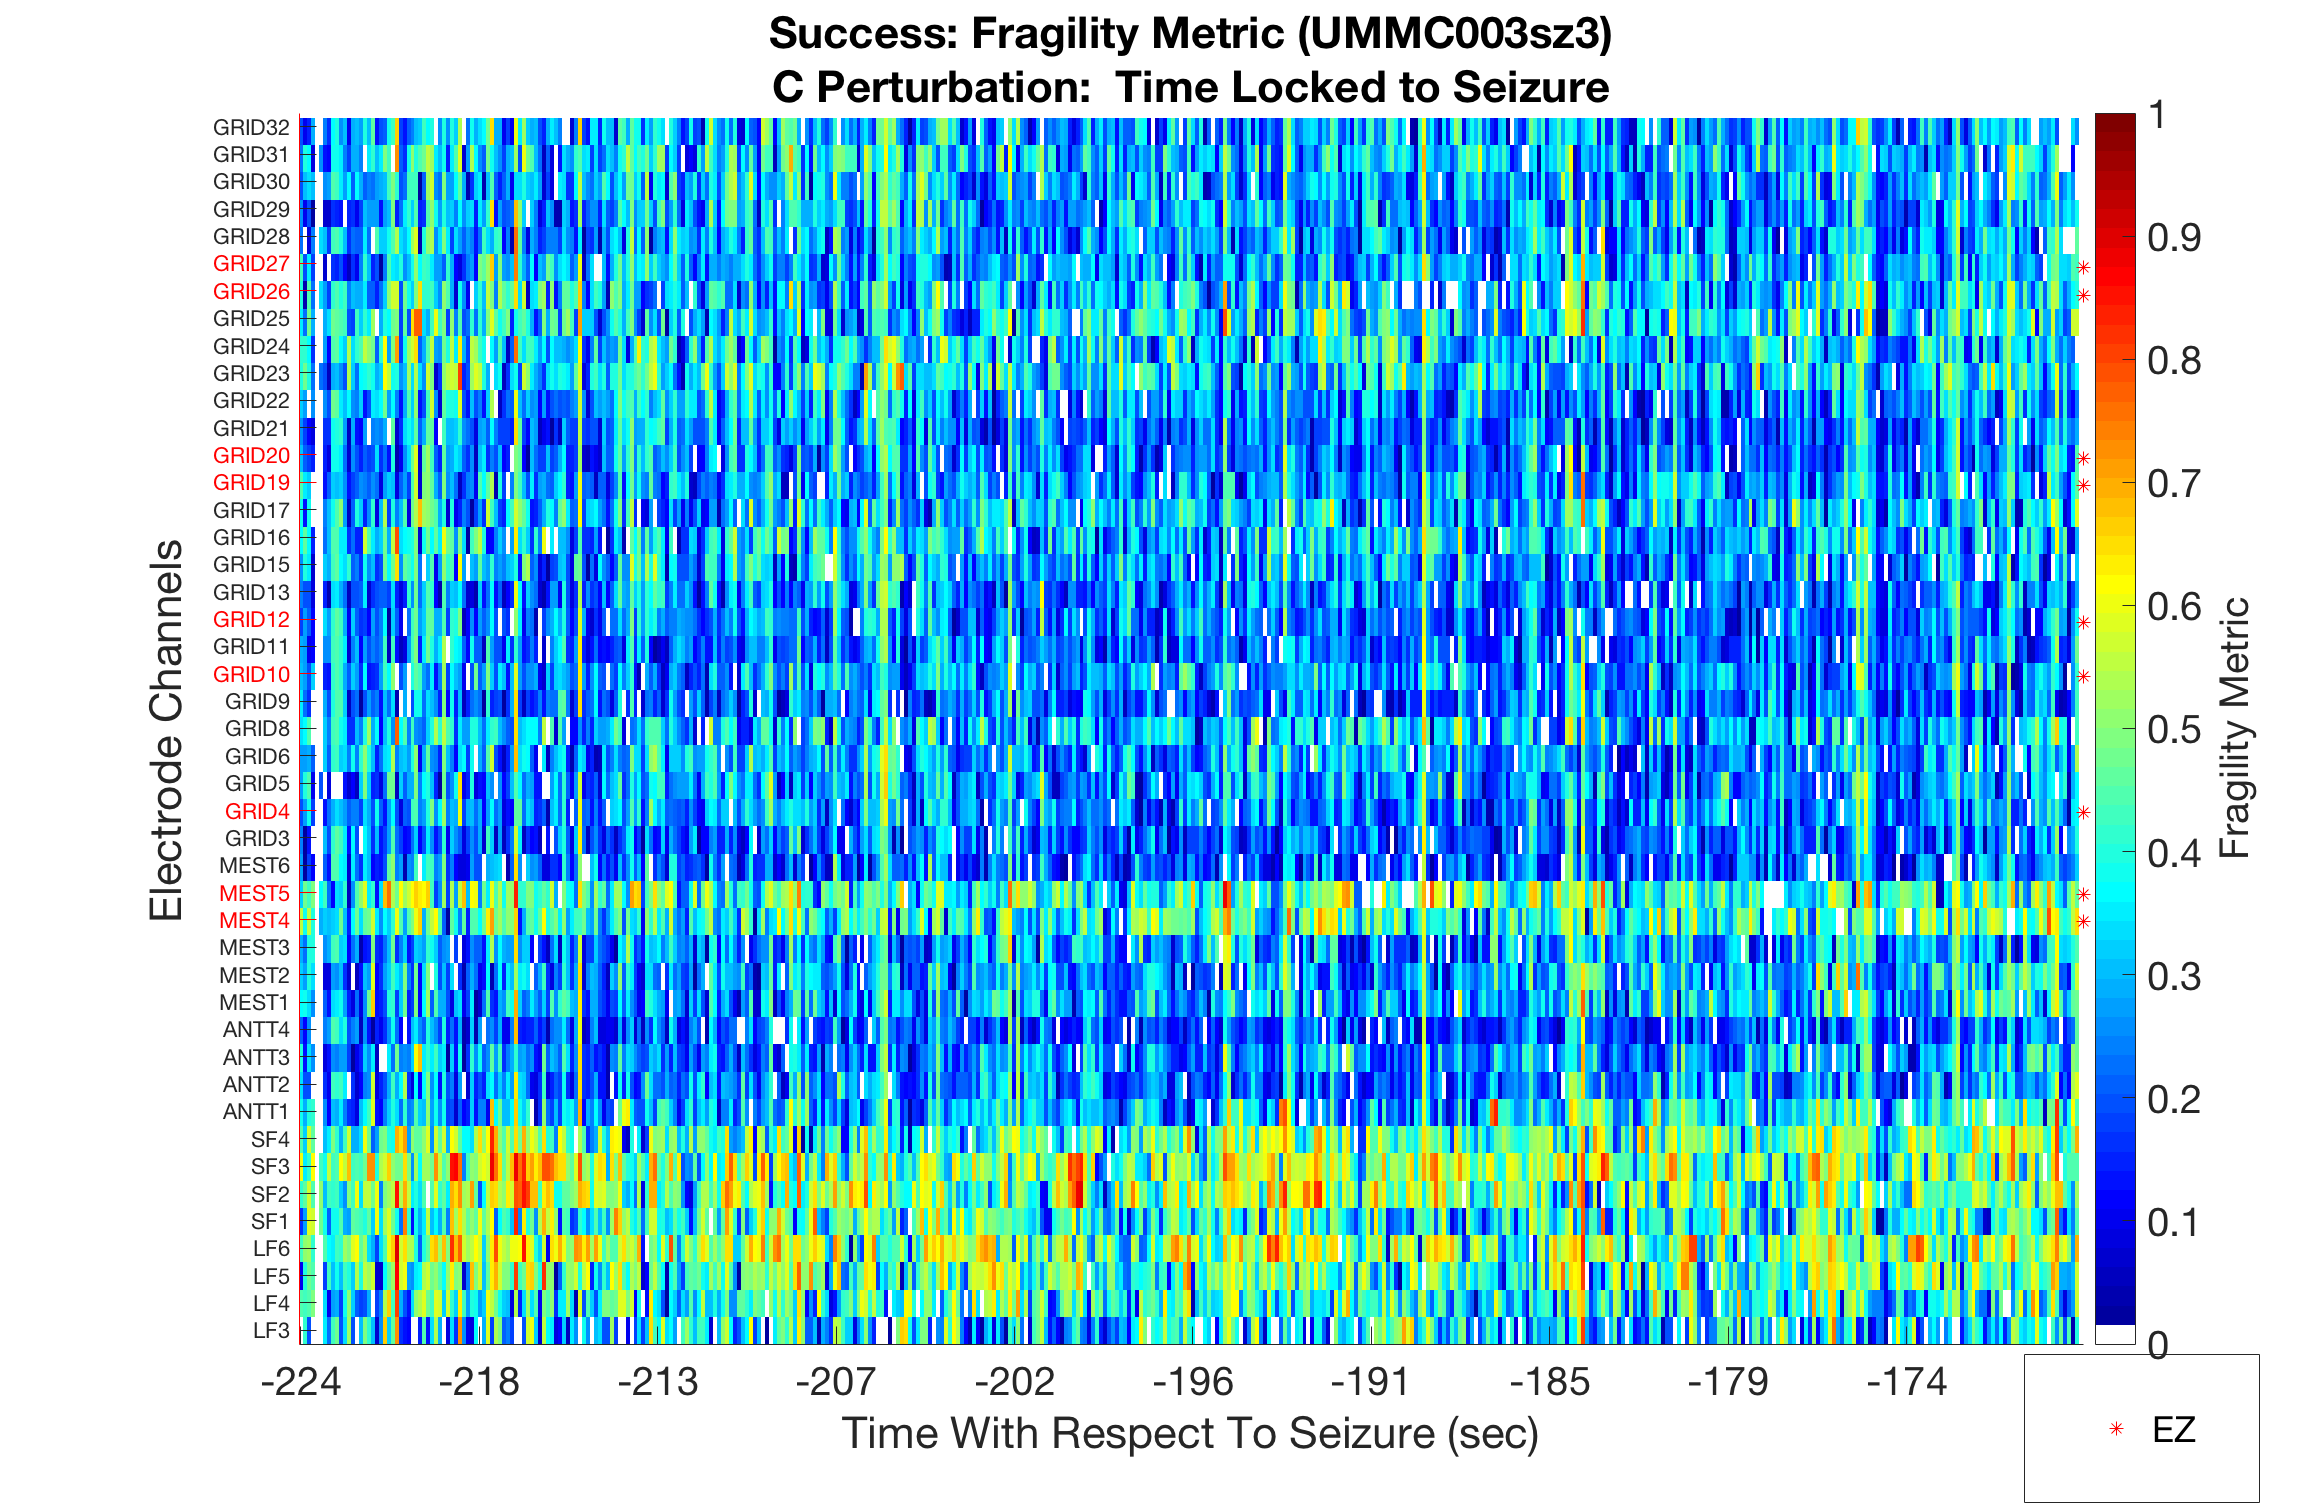 Success: Fragility Metric (UMMC003sz3)
C Perturbation:  Time Locked to Seizure
Electrode Channels
GRID32
GRID31
GRID30
GRID29
GRID28
GRID27
GRID26
GRID25
GRID24
GRID23
GRID22
GRID21
GRID20
GRID19
GRID17
GRID16
GRID15
GRID13
GRID12
GRID11
GRID10
GRID9
GRID8
GRID6
GRID5
GRID4
GRID3
MEST6
MEST5
MEST4
MEST3
MEST2
MEST1
ANTT4
ANTT3
ANTT2
ANTT1
SF4
SF3
SF2
SF1
LF6
LF5
LF4
LF3
-224 -218 -213 -207 -202 -196 -191 -185 -179 -174
Time With Respect To Seizure (sec)
1
0.9
0.8
0.7
0.6
0.5
0.4
0.3
0.2
0.1
0
Fragility Metric
EZ